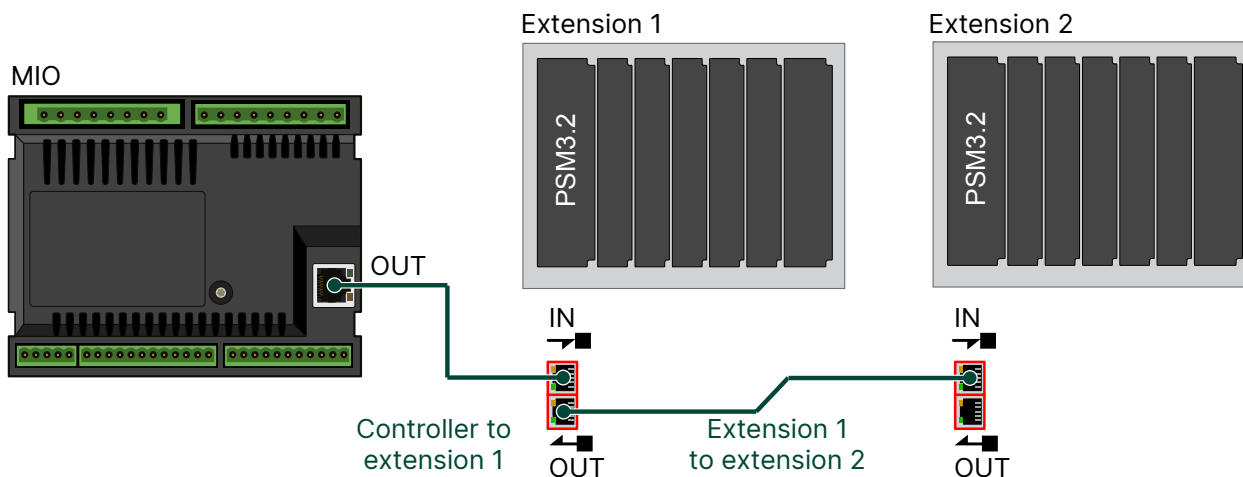 Extension 1
Extension 2
MIO
PSM3.2
PSM3.2
OUT
IN
IN
Controller to
extension 1
Extension 1
to extension 2
OUT
OUT